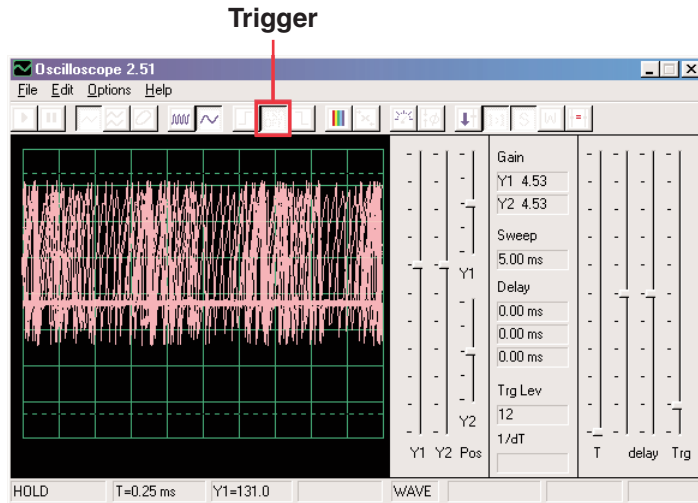 Trigger
Oscilloscope 2.51
File Edit Options Help
1:1 S W
Gain
Y1 4.53
Y2 4.53
Sweep
5.00 ms
Y1
Delay
0.00 ms
0.00 ms
0.00 ms
Trg Lev
12
Y2
1/dT
Y1 Y2 Pos
T delay Trg
HOLD T=0.25 ms Y1=131.0 WAVE